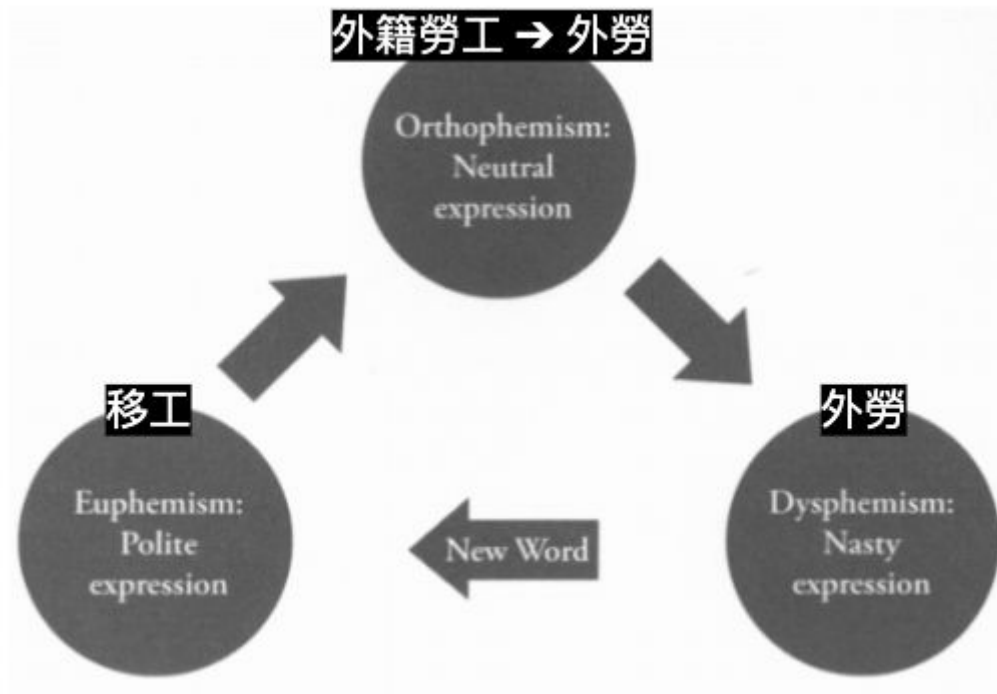 外籍勞工 ➔ 外勞
Orthophemism:
Neutral
expression
移工
Euphemism:
Polite
expression
New Word
外勞
Dysphemism:
Nasty
expression